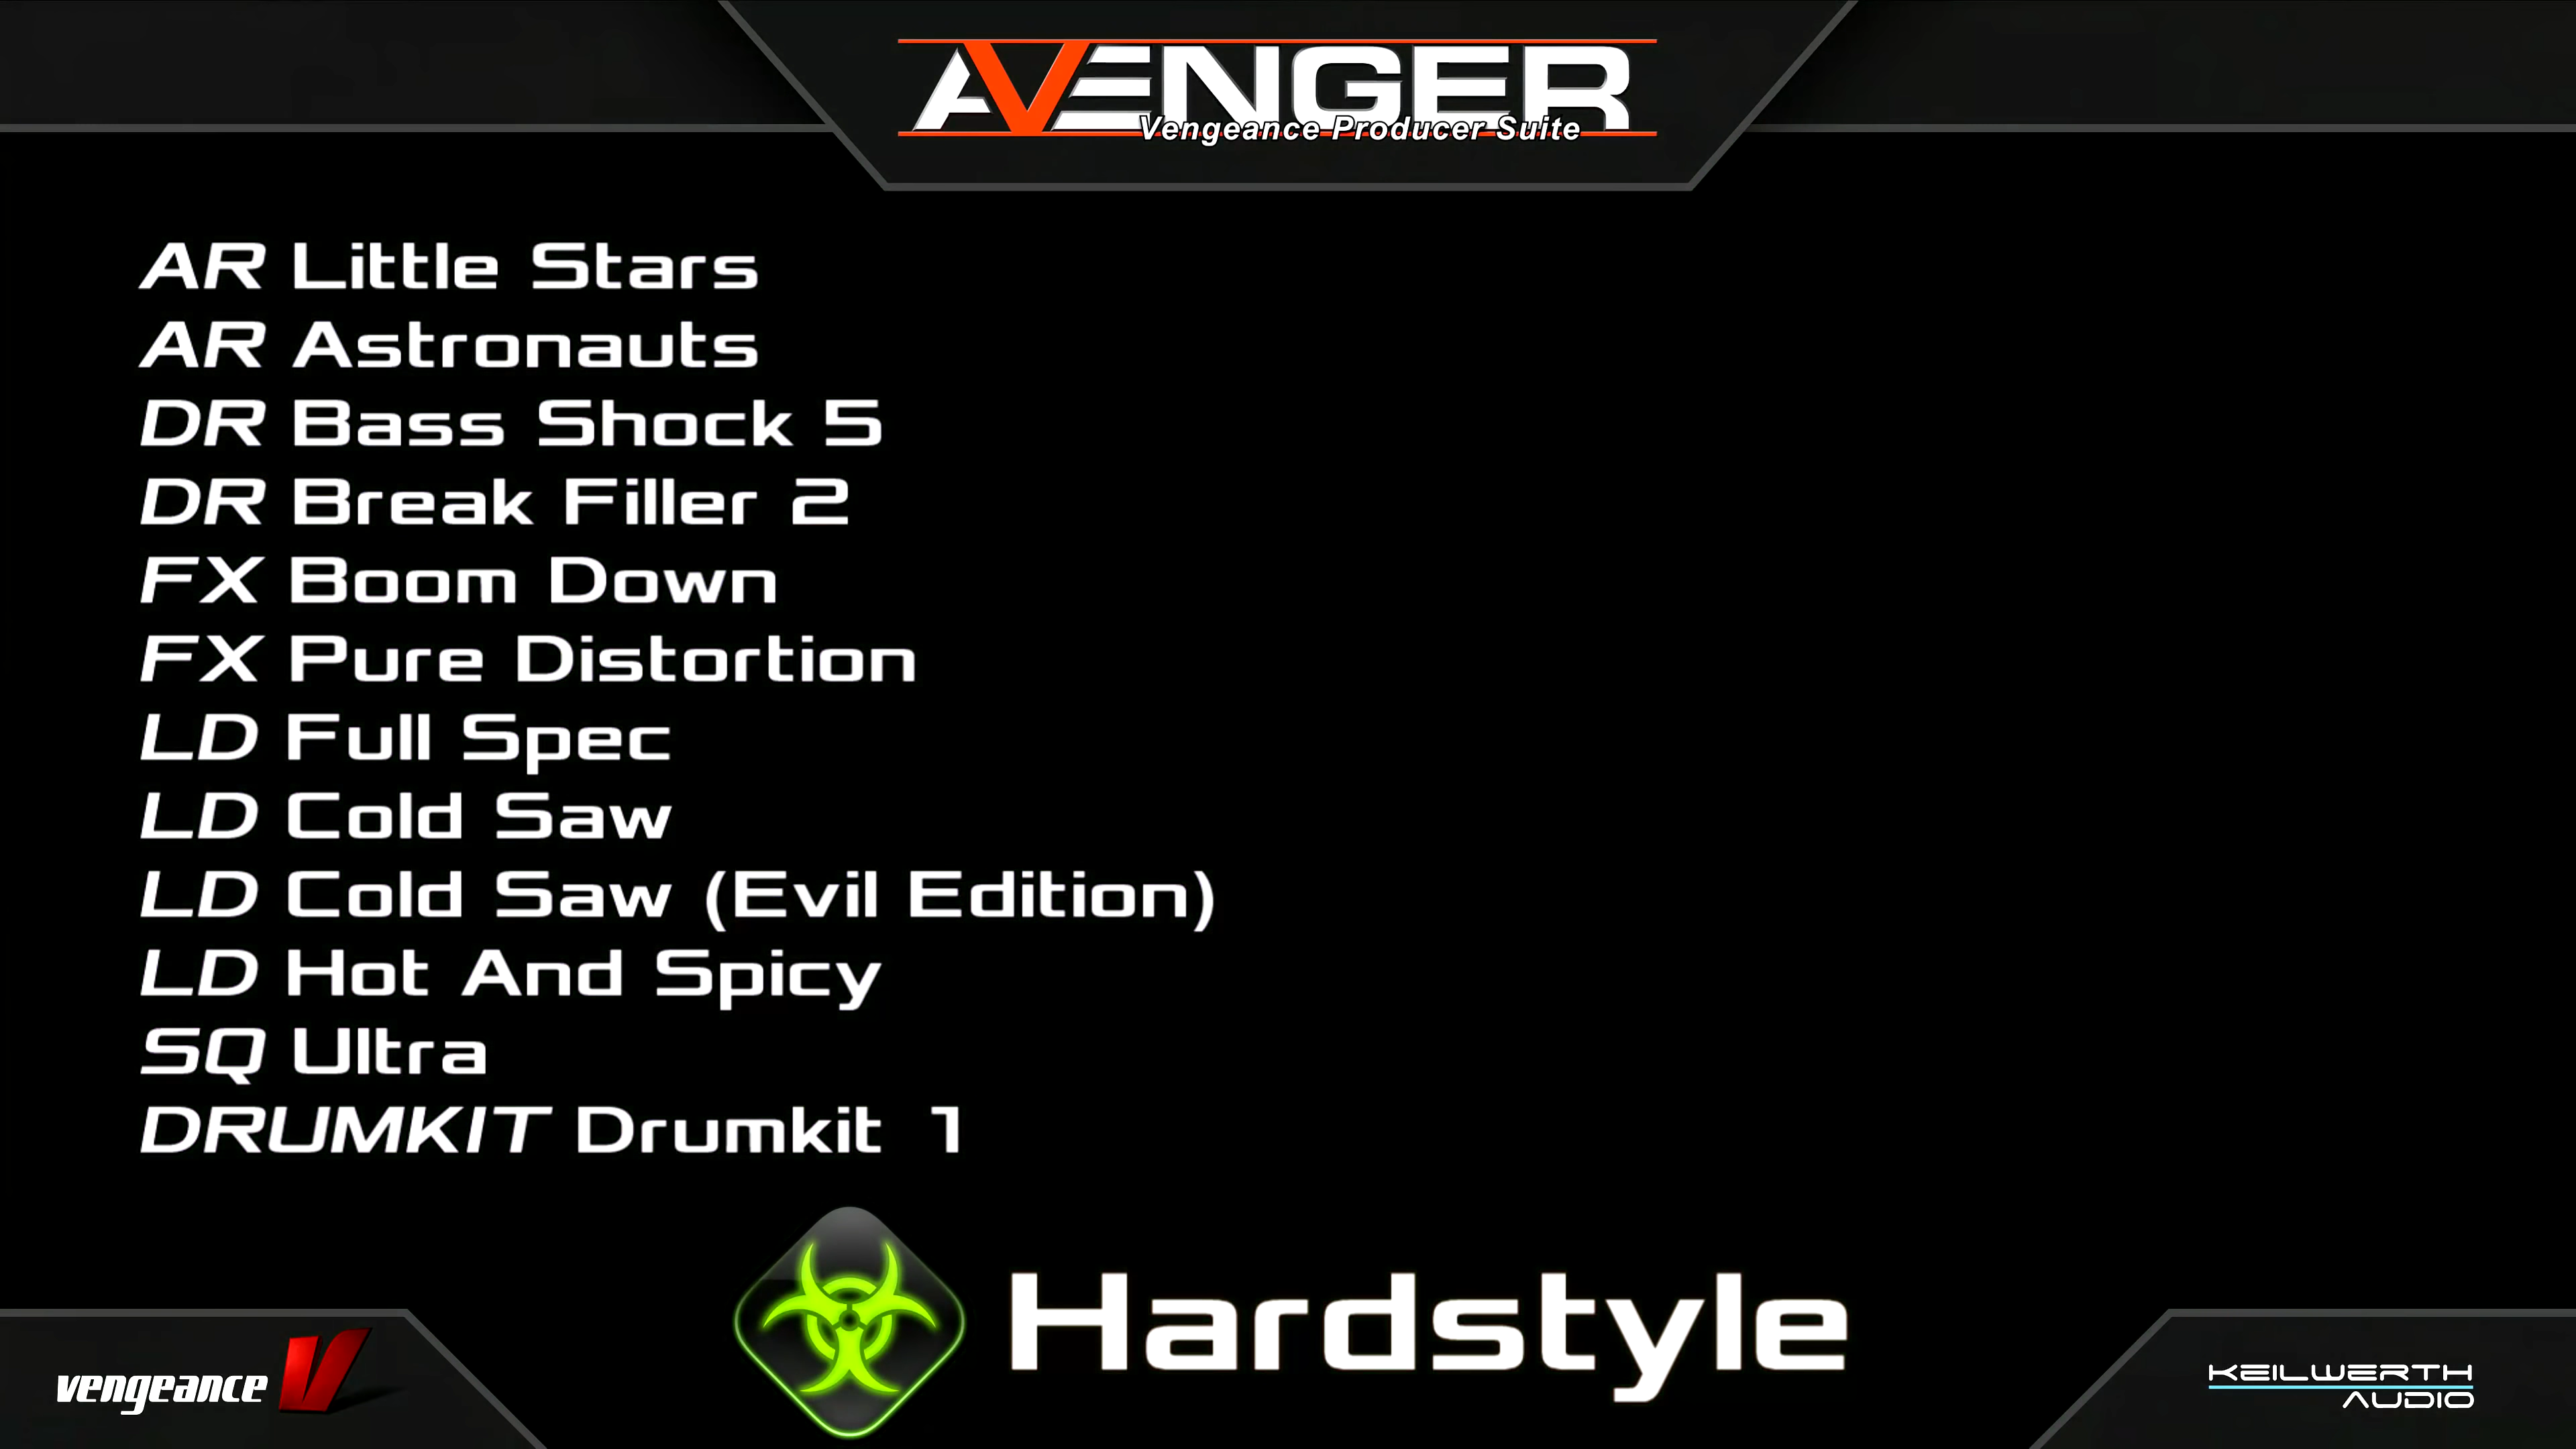 AVENGER
Vengeance Producer Suite
AR Little Stars
AR Astronauts
DR Bass Shock 5
DR Break Filler 2
FX Boom Down
FX Pure Distortion
LD Full Spec
LD Cold Saw
LD Cold Saw (Evil Edition)
LD Hot And Spicy
SQ Ultra
DRUMKIT Drumkit 1
Hardstyle
vengeance V
KEILWERTH
AUDIO